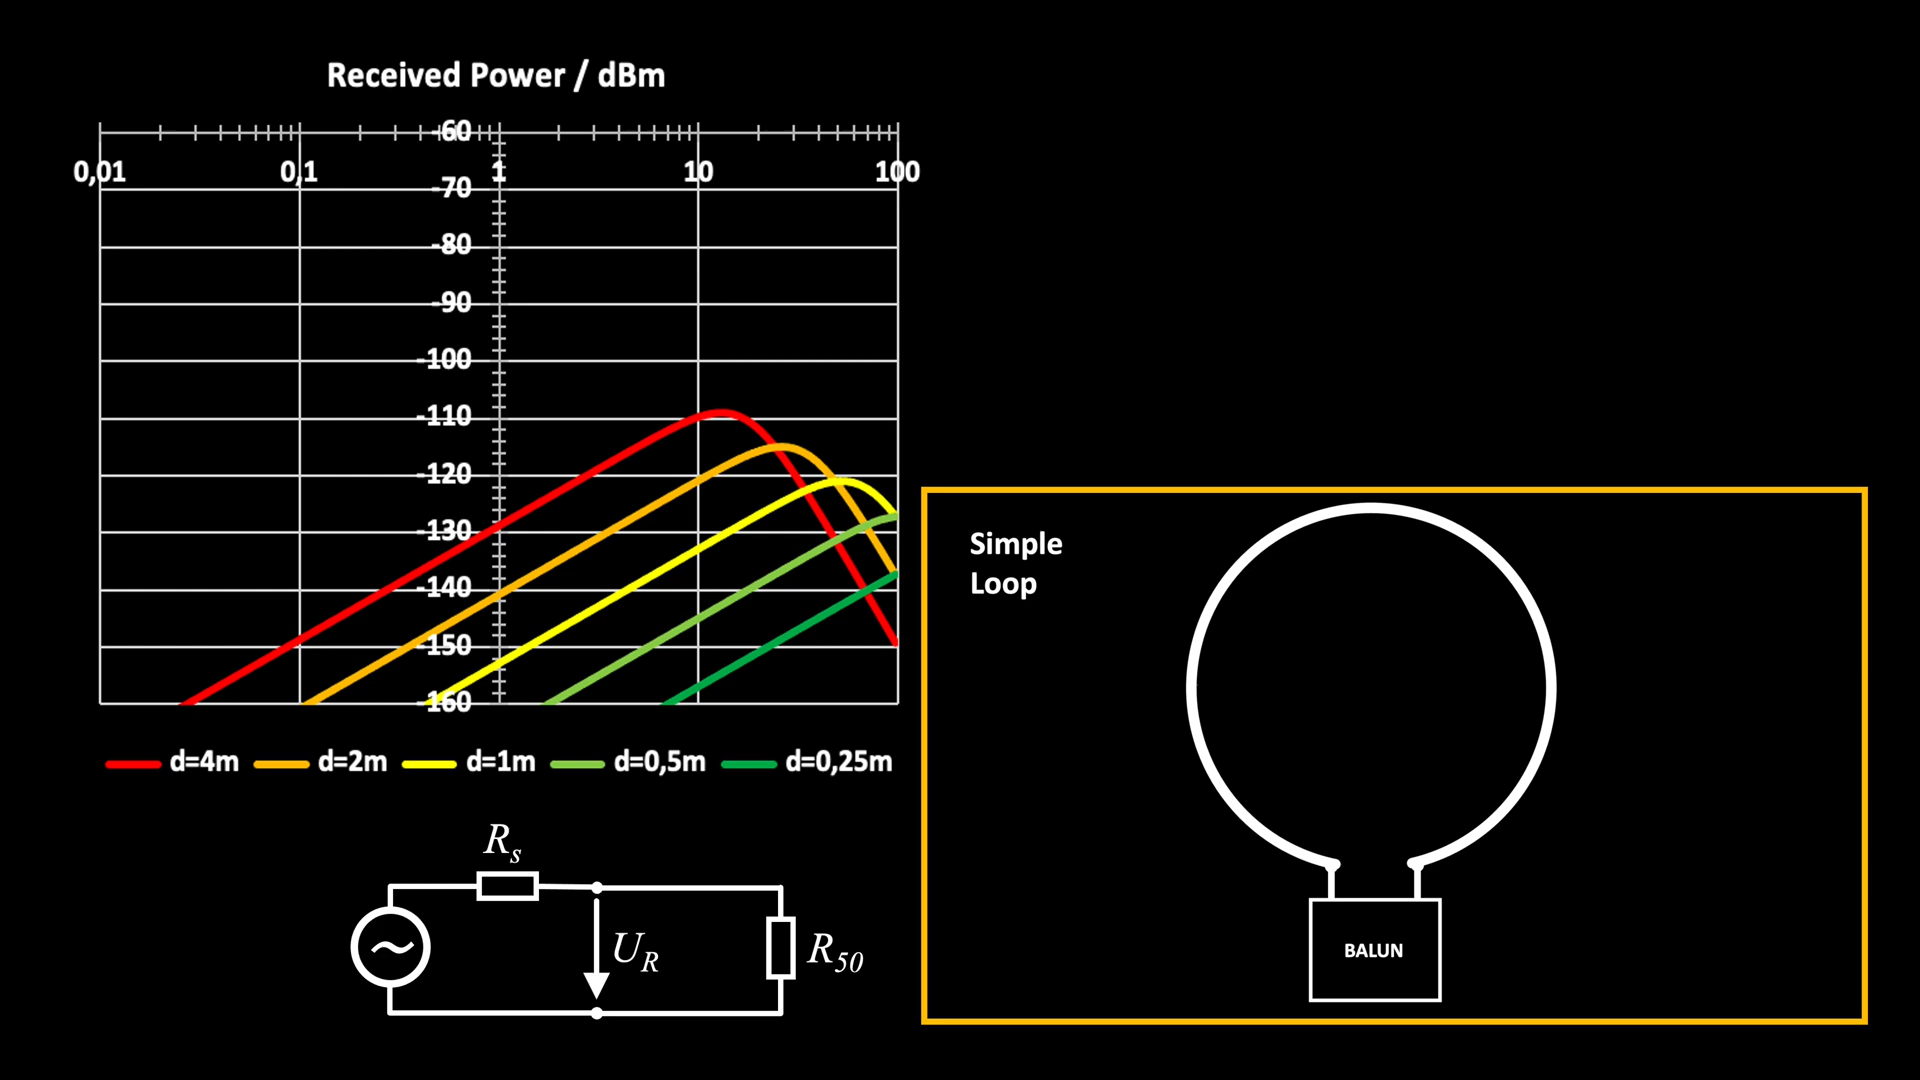 Received Power / dBm
-60
0,01 0,1 1 10 100
-70
-80
-90
-100
-110
-120
-130
-140
-150
-160
d=4m d=2m d=1m d=0,5m d=0,25m
Rs
UR
R50
Simple
Loop
BALUN